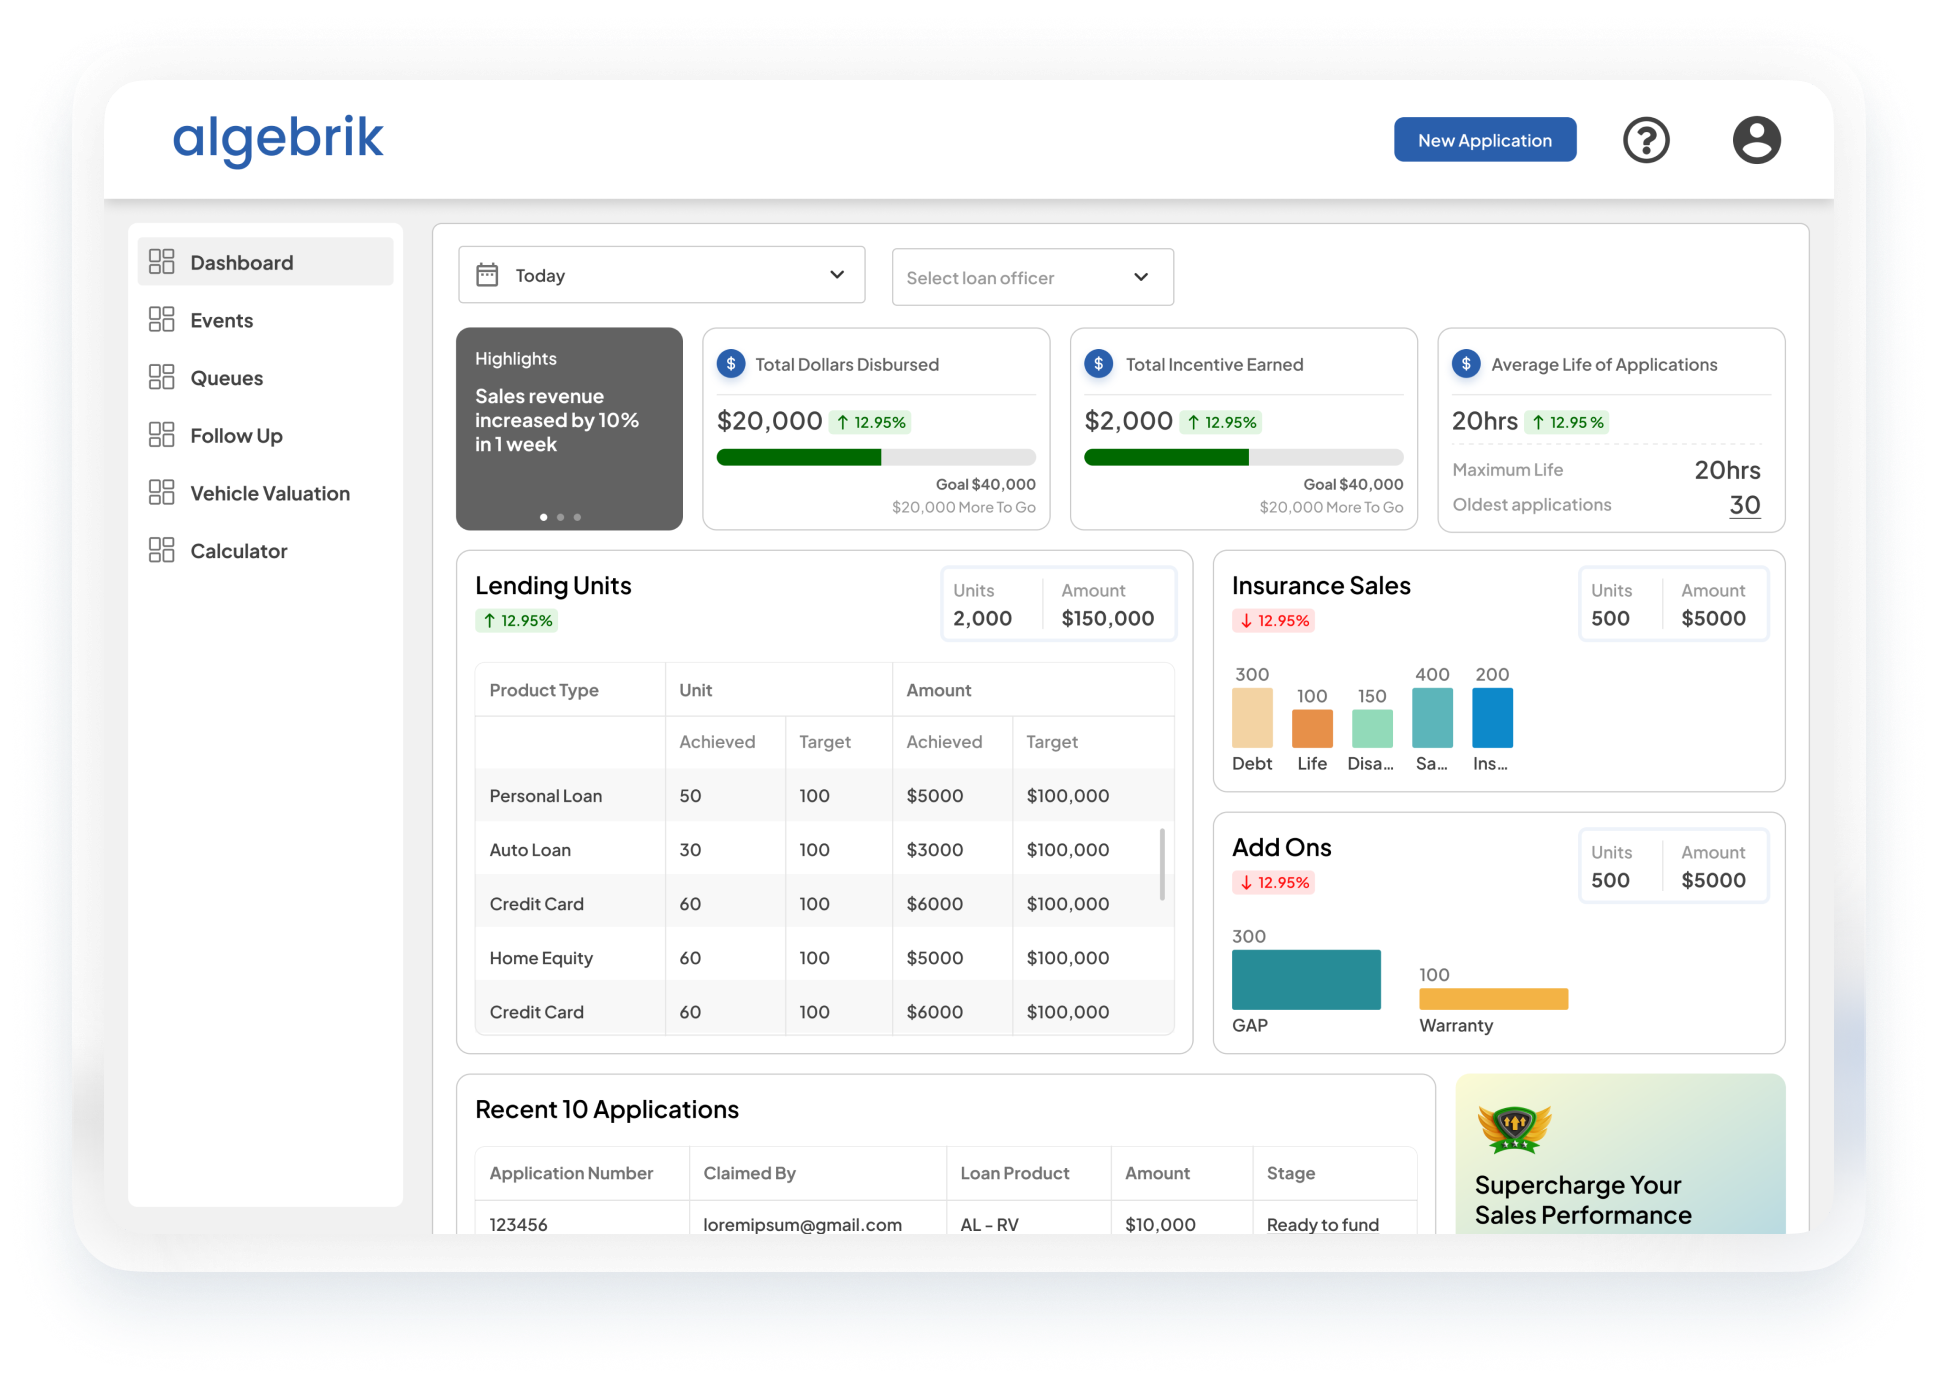 algebrik
New Application
Dashboard
Events
Queues
Follow Up
Vehicle Valuation
Calculator
Today
Select loan officer
Highlights
Sales revenue
increased by 10%
in 1 week
$ Total Dollars Disbursed
$20,000 ↑ 12.95%
Goal $40,000
$20,000 More To Go
$ Total Incentive Earned
$2,000 ↑ 12.95%
Goal $40,000
$20,000 More To Go
$ Average Life of Applications
20hrs ↑ 12.95 %
Maximum Life 20hrs
Oldest applications 30
Lending Units
↑ 12.95%
Units Amount
2,000 $150,000
Product Type Unit Amount
Achieved Target Achieved Target
Personal Loan 50 100 $5000 $100,000
Auto Loan 30 100 $3000 $100,000
Credit Card 60 100 $6000 $100,000
Home Equity 60 100 $5000 $100,000
Credit Card 60 100 $6000 $100,000
Insurance Sales
↓ 12.95%
Units Amount
500 $5000
300 100 150 400 200
Debt Life Disa... Sa... Ins...
Add Ons
↓ 12.95%
Units Amount
500 $5000
300 100
GAP Warranty
Recent 10 Applications
Application Number Claimed By Loan Product Amount Stage
123456 loremipsum@gmail.com AL - RV $10,000 Ready to fund
Supercharge Your
Sales Performance